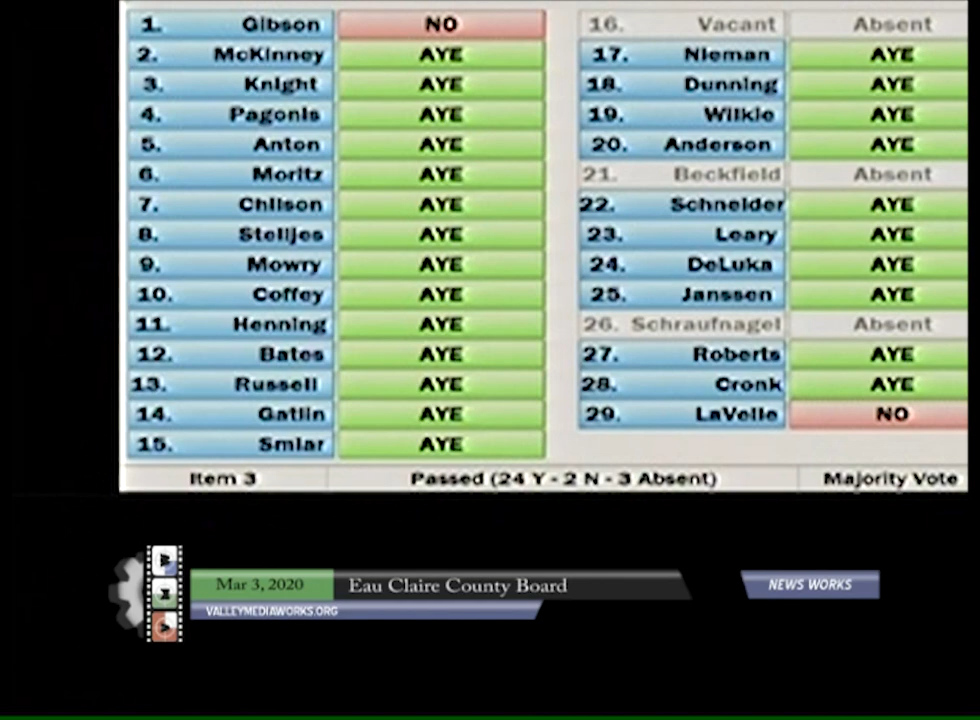 1. Gibson NO
2. McKinney AYE
3. Knight AYE
4. Pagonis AYE
5. Anton AYE
6. Moritz AYE
7. Chilson AYE
8. Stelljes AYE
9. Mowry AYE
10. Coffey AYE
11. Henning AYE
12. Bates AYE
13. Russell AYE
14. Gatlin AYE
15. Smiar AYE
16. Vacant Absent
17. Nieman AYE
18. Dunning AYE
19. Wilkie AYE
20. Anderson AYE
21. Beckfield Absent
22. Schneider AYE
23. Leary AYE
24. DeLuka AYE
25. Janssen AYE
26. Schraufnagel Absent
27. Roberts AYE
28. Cronk AYE
29. LaVelle NO
Item 3 Passed (24 Y - 2 N - 3 Absent) Majority Vote
Mar 3, 2020 Eau Claire County Board NEWS WORKS
VALLEYMEDIAWORKS.ORG